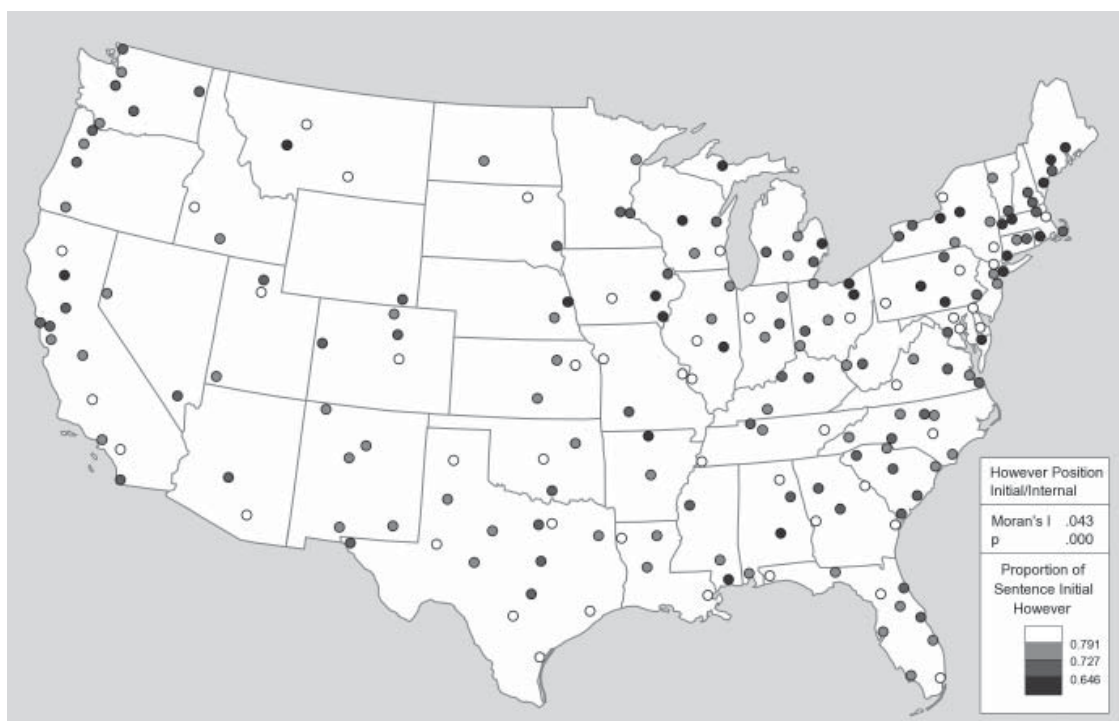 However Position
Initial/Internal
Moran's I .043
p .000
Proportion of
Sentence Initial
However
0.791
0.727
0.646